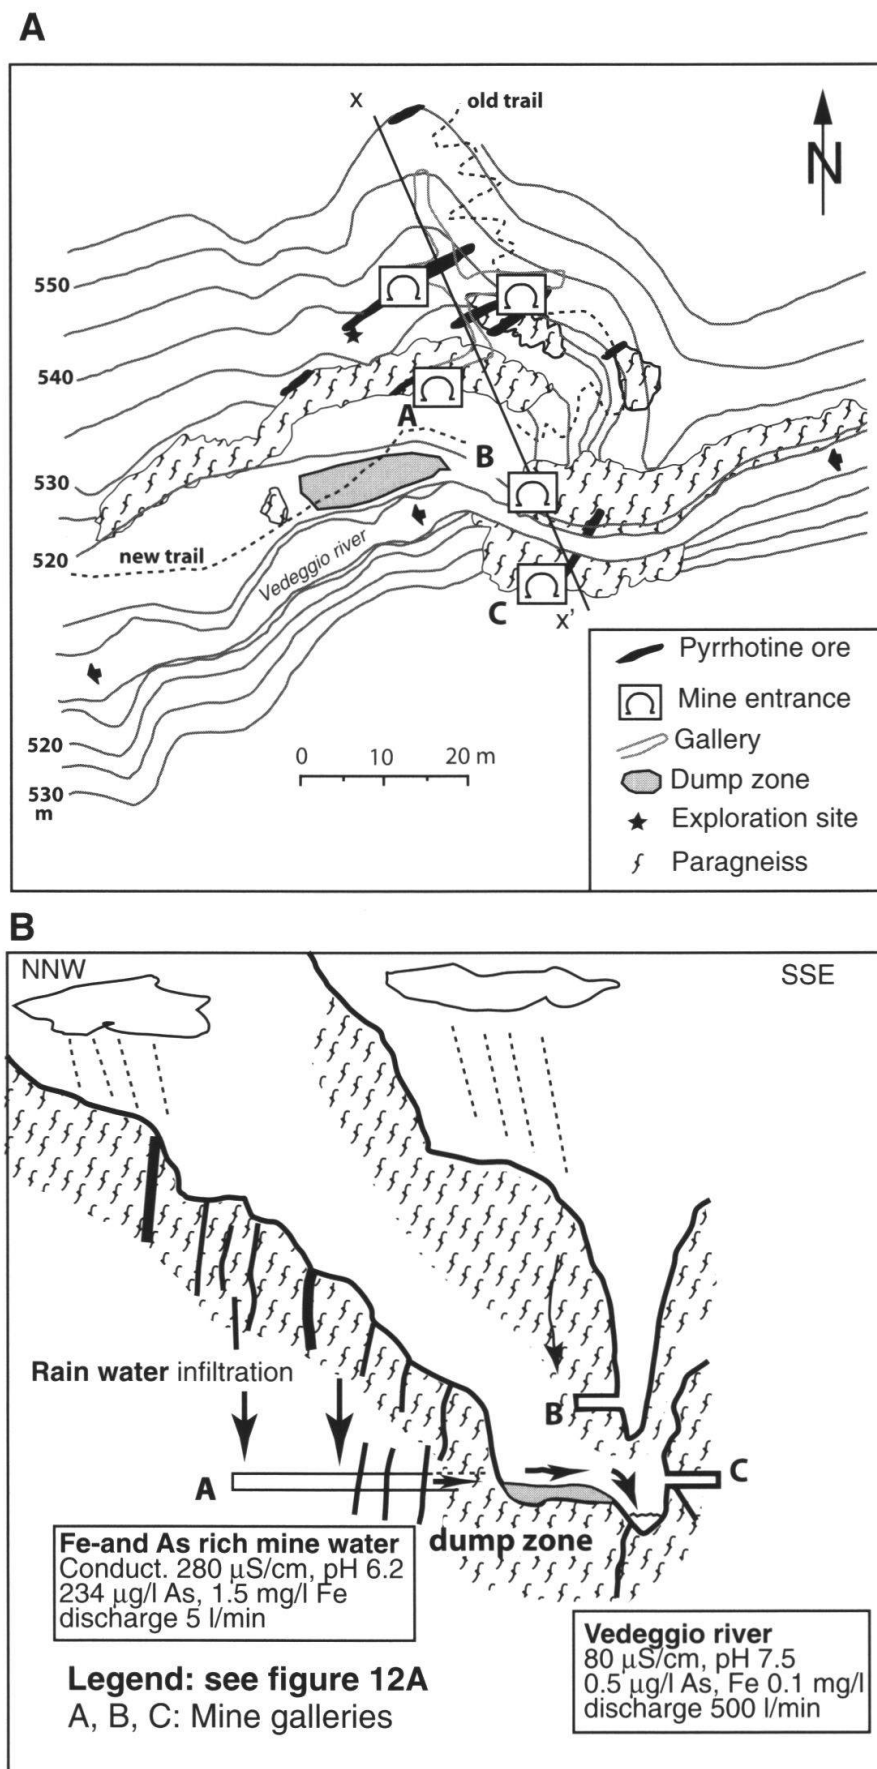 A
X
old trail
N
550
540
A
B
530
520
new trail
Vedeggio river
C
X'
Pyrrhotine ore
Mine entrance
Gallery
Dump zone
Exploration site
Paragneiss
0 10 20 m
520
530
m
B
NNW
SSE
Rain water infiltration
B
A
C
dump zone
Fe-and As rich mine water
Conduct. 280 µS/cm, pH 6.2
234 µg/l As, 1.5 mg/l Fe
discharge 5 l/min
Vedeggio river
80 µS/cm, pH 7.5
0.5 µg/l As, Fe 0.1 mg/l
discharge 500 l/min
Legend: see figure 12A
A, B, C: Mine galleries